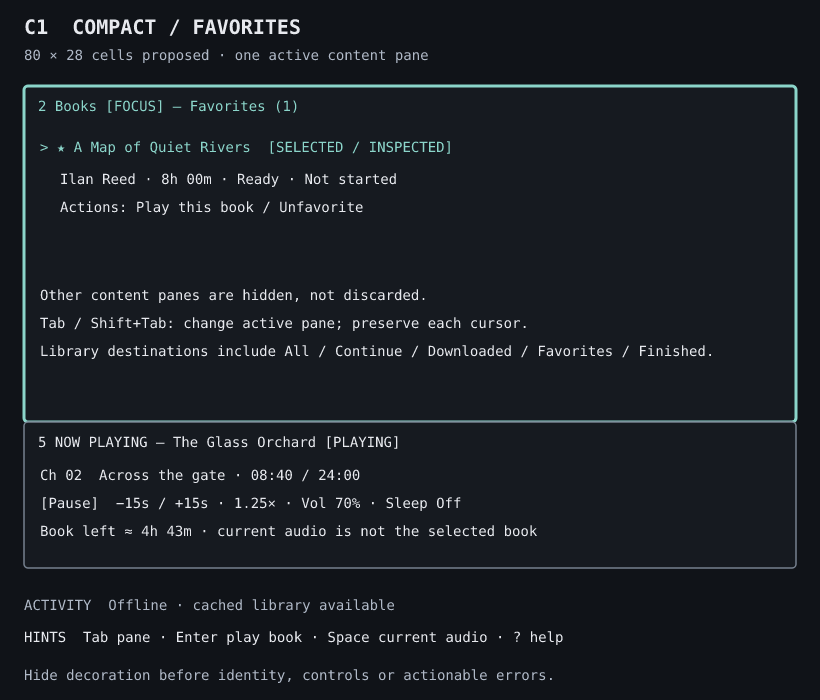 C1  COMPACT / FAVORITES
80 × 28 cells proposed · one active content pane
2 Books [FOCUS] — Favorites (1)
> ★ A Map of Quiet Rivers  [SELECTED / INSPECTED]
Ilan Reed · 8h 00m · Ready · Not started
Actions: Play this book / Unfavorite
Other content panes are hidden, not discarded.
Tab / Shift+Tab: change active pane; preserve each cursor.
Library destinations include All / Continue / Downloaded / Favorites / Finished.
5 NOW PLAYING — The Glass Orchard [PLAYING]
Ch 02  Across the gate · 08:40 / 24:00
[Pause]  −15s / +15s · 1.25× · Vol 70% · Sleep Off
Book left ≈ 4h 43m · current audio is not the selected book
ACTIVITY  Offline · cached library available
HINTS  Tab pane · Enter play book · Space current audio · ? help
Hide decoration before identity, controls or actionable errors.